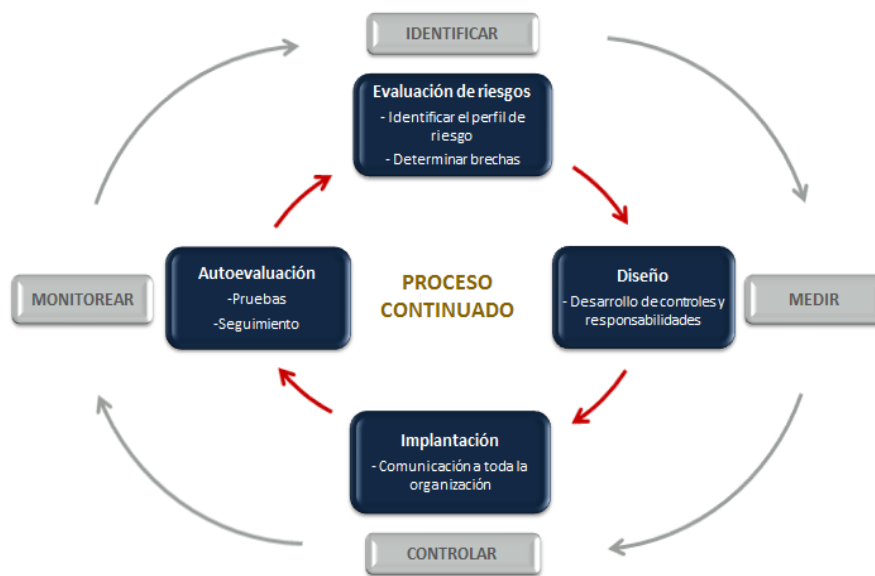 IDENTIFICAR
Evaluación de riesgos
- Identificar el perfil de
riesgo
- Determinar brechas
MONITOREAR
Autoevaluación
-Pruebas
-Seguimiento
PROCESO
CONTINUADO
Diseño
- Desarrollo de controles y
responsabilidades
MEDIR
Implantación
- Comunicación a toda la
organización
CONTROLAR